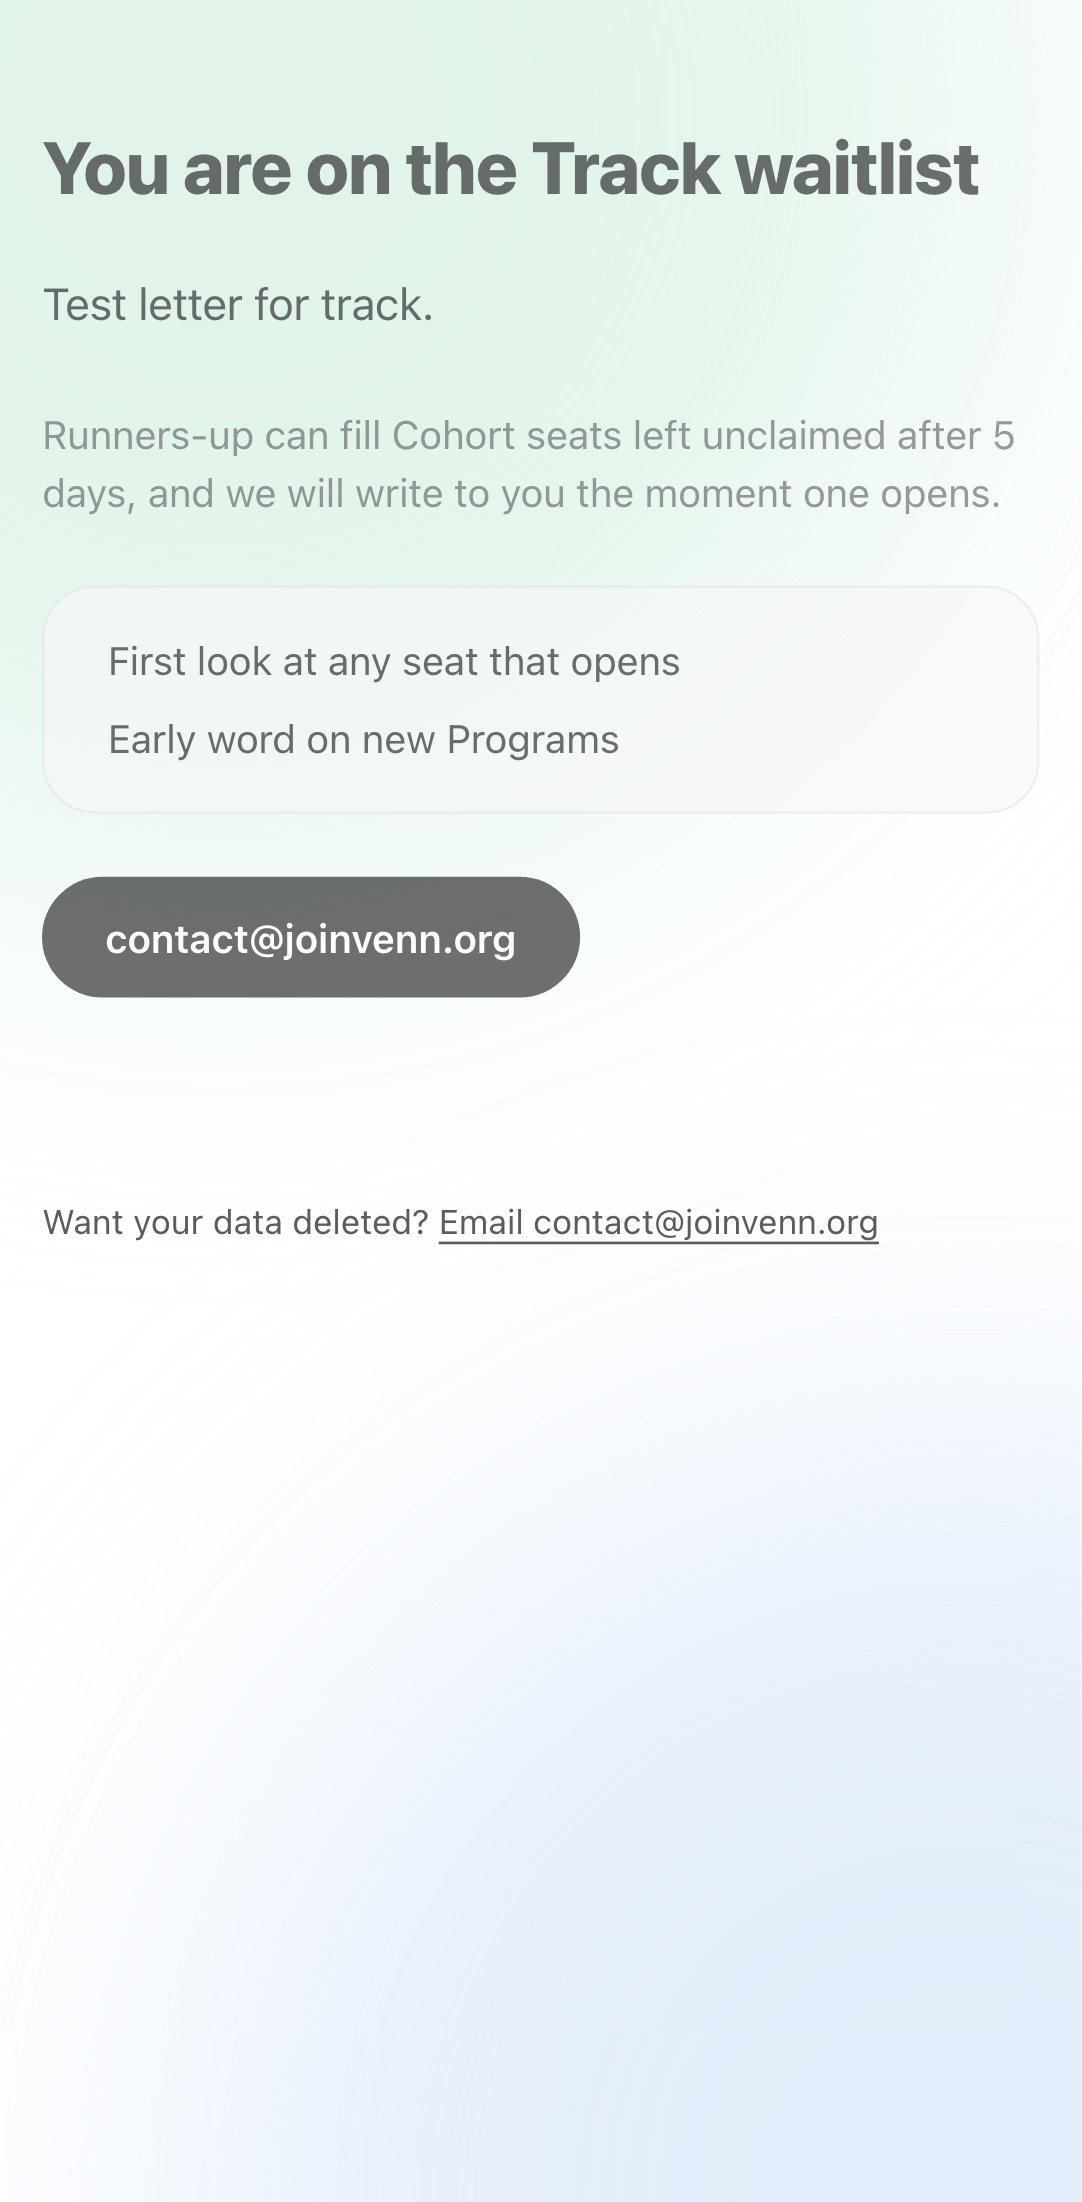 You are on the Track waitlist
Test letter for track.
Runners-up can fill Cohort seats left unclaimed after 5
days, and we will write to you the moment one opens.
First look at any seat that opens
Early word on new Programs
contact@joinvenn.org
Want your data deleted? Email contact@joinvenn.org